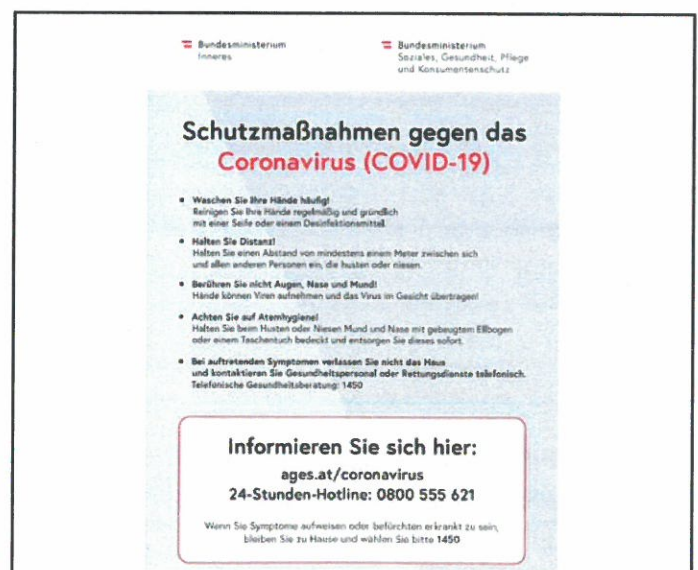 Bundesministerium
Inneres
Bundesministerium
Soziales, Gesundheit, Pflege
und Konsumentenschutz
Schutzmaßnahmen gegen das
Coronavirus (COVID-19)
• Waschen Sie Ihre Hände häufig!
Reinigen Sie Ihre Hände regelmäßig und gründlich
mit einer Seife oder einem Desinfektionsmittel.
• Halten Sie Distanz!
Halten Sie einen Abstand von mindestens einem Meter zwischen sich
und allen anderen Personen ein, die husten oder niesen.
• Berühren Sie nicht Augen, Nase und Mund!
Hände können Viren aufnehmen und das Virus im Gesicht übertragen!
• Achten Sie auf Atemhygiene!
Halten Sie beim Husten oder Niesen Mund und Nase mit gebeugtem Ellbogen
oder einem Taschentuch bedeckt und entsorgen Sie dieses sofort.
• Bei auftretenden Symptomen verlassen Sie nicht das Haus
und kontaktieren Sie Gesundheitspersonal oder Rettungsdienste telefonisch.
Telefonische Gesundheitsberatung: 1450
Informieren Sie sich hier:
ages.at/coronavirus
24-Stunden-Hotline: 0800 555 621
Wenn Sie Symptome aufweisen oder befürchten erkrankt zu sein,
bleiben Sie zu Hause und wählen Sie bitte 1450